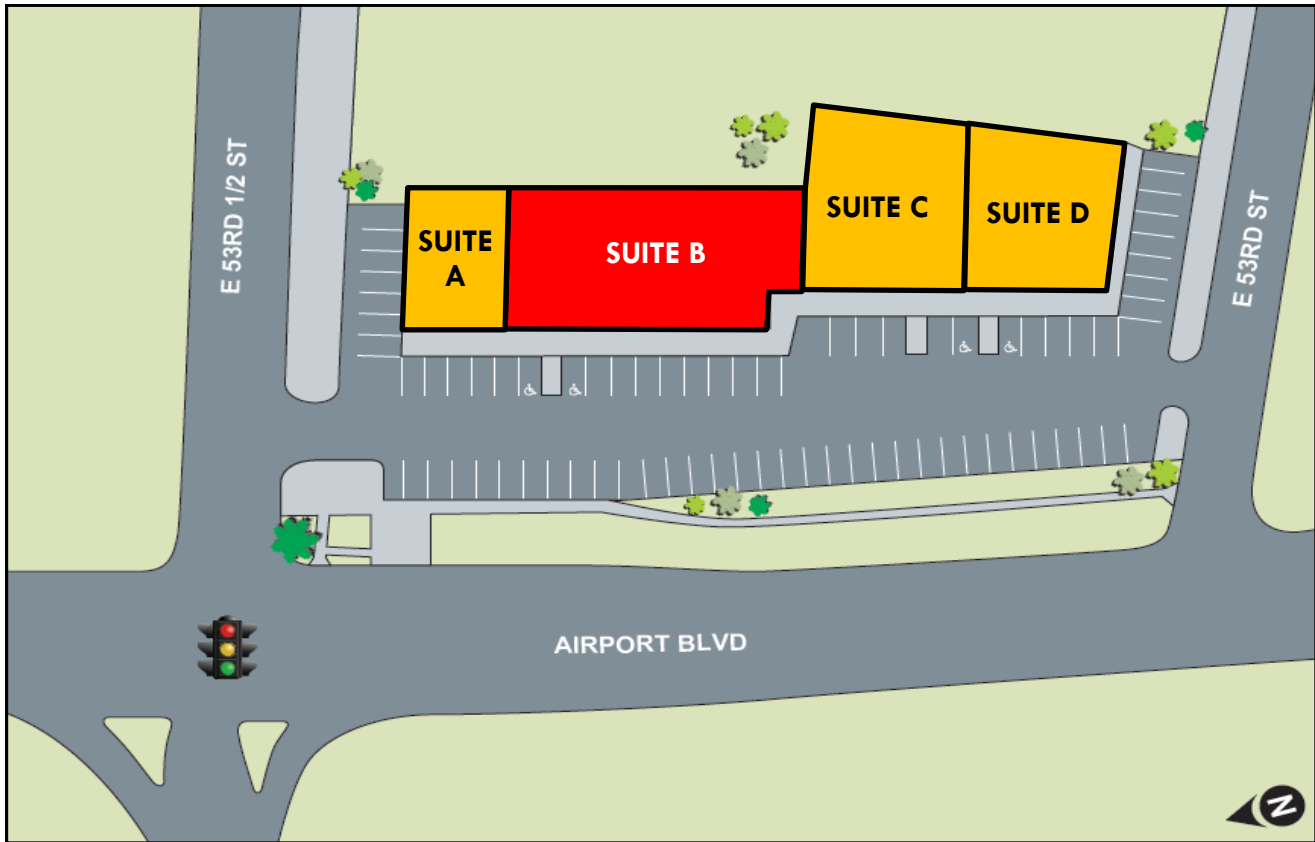 E 53RD 1/2 ST
SUITE
A
SUITE B
SUITE C
SUITE D
E 53RD ST
AIRPORT BLVD
N